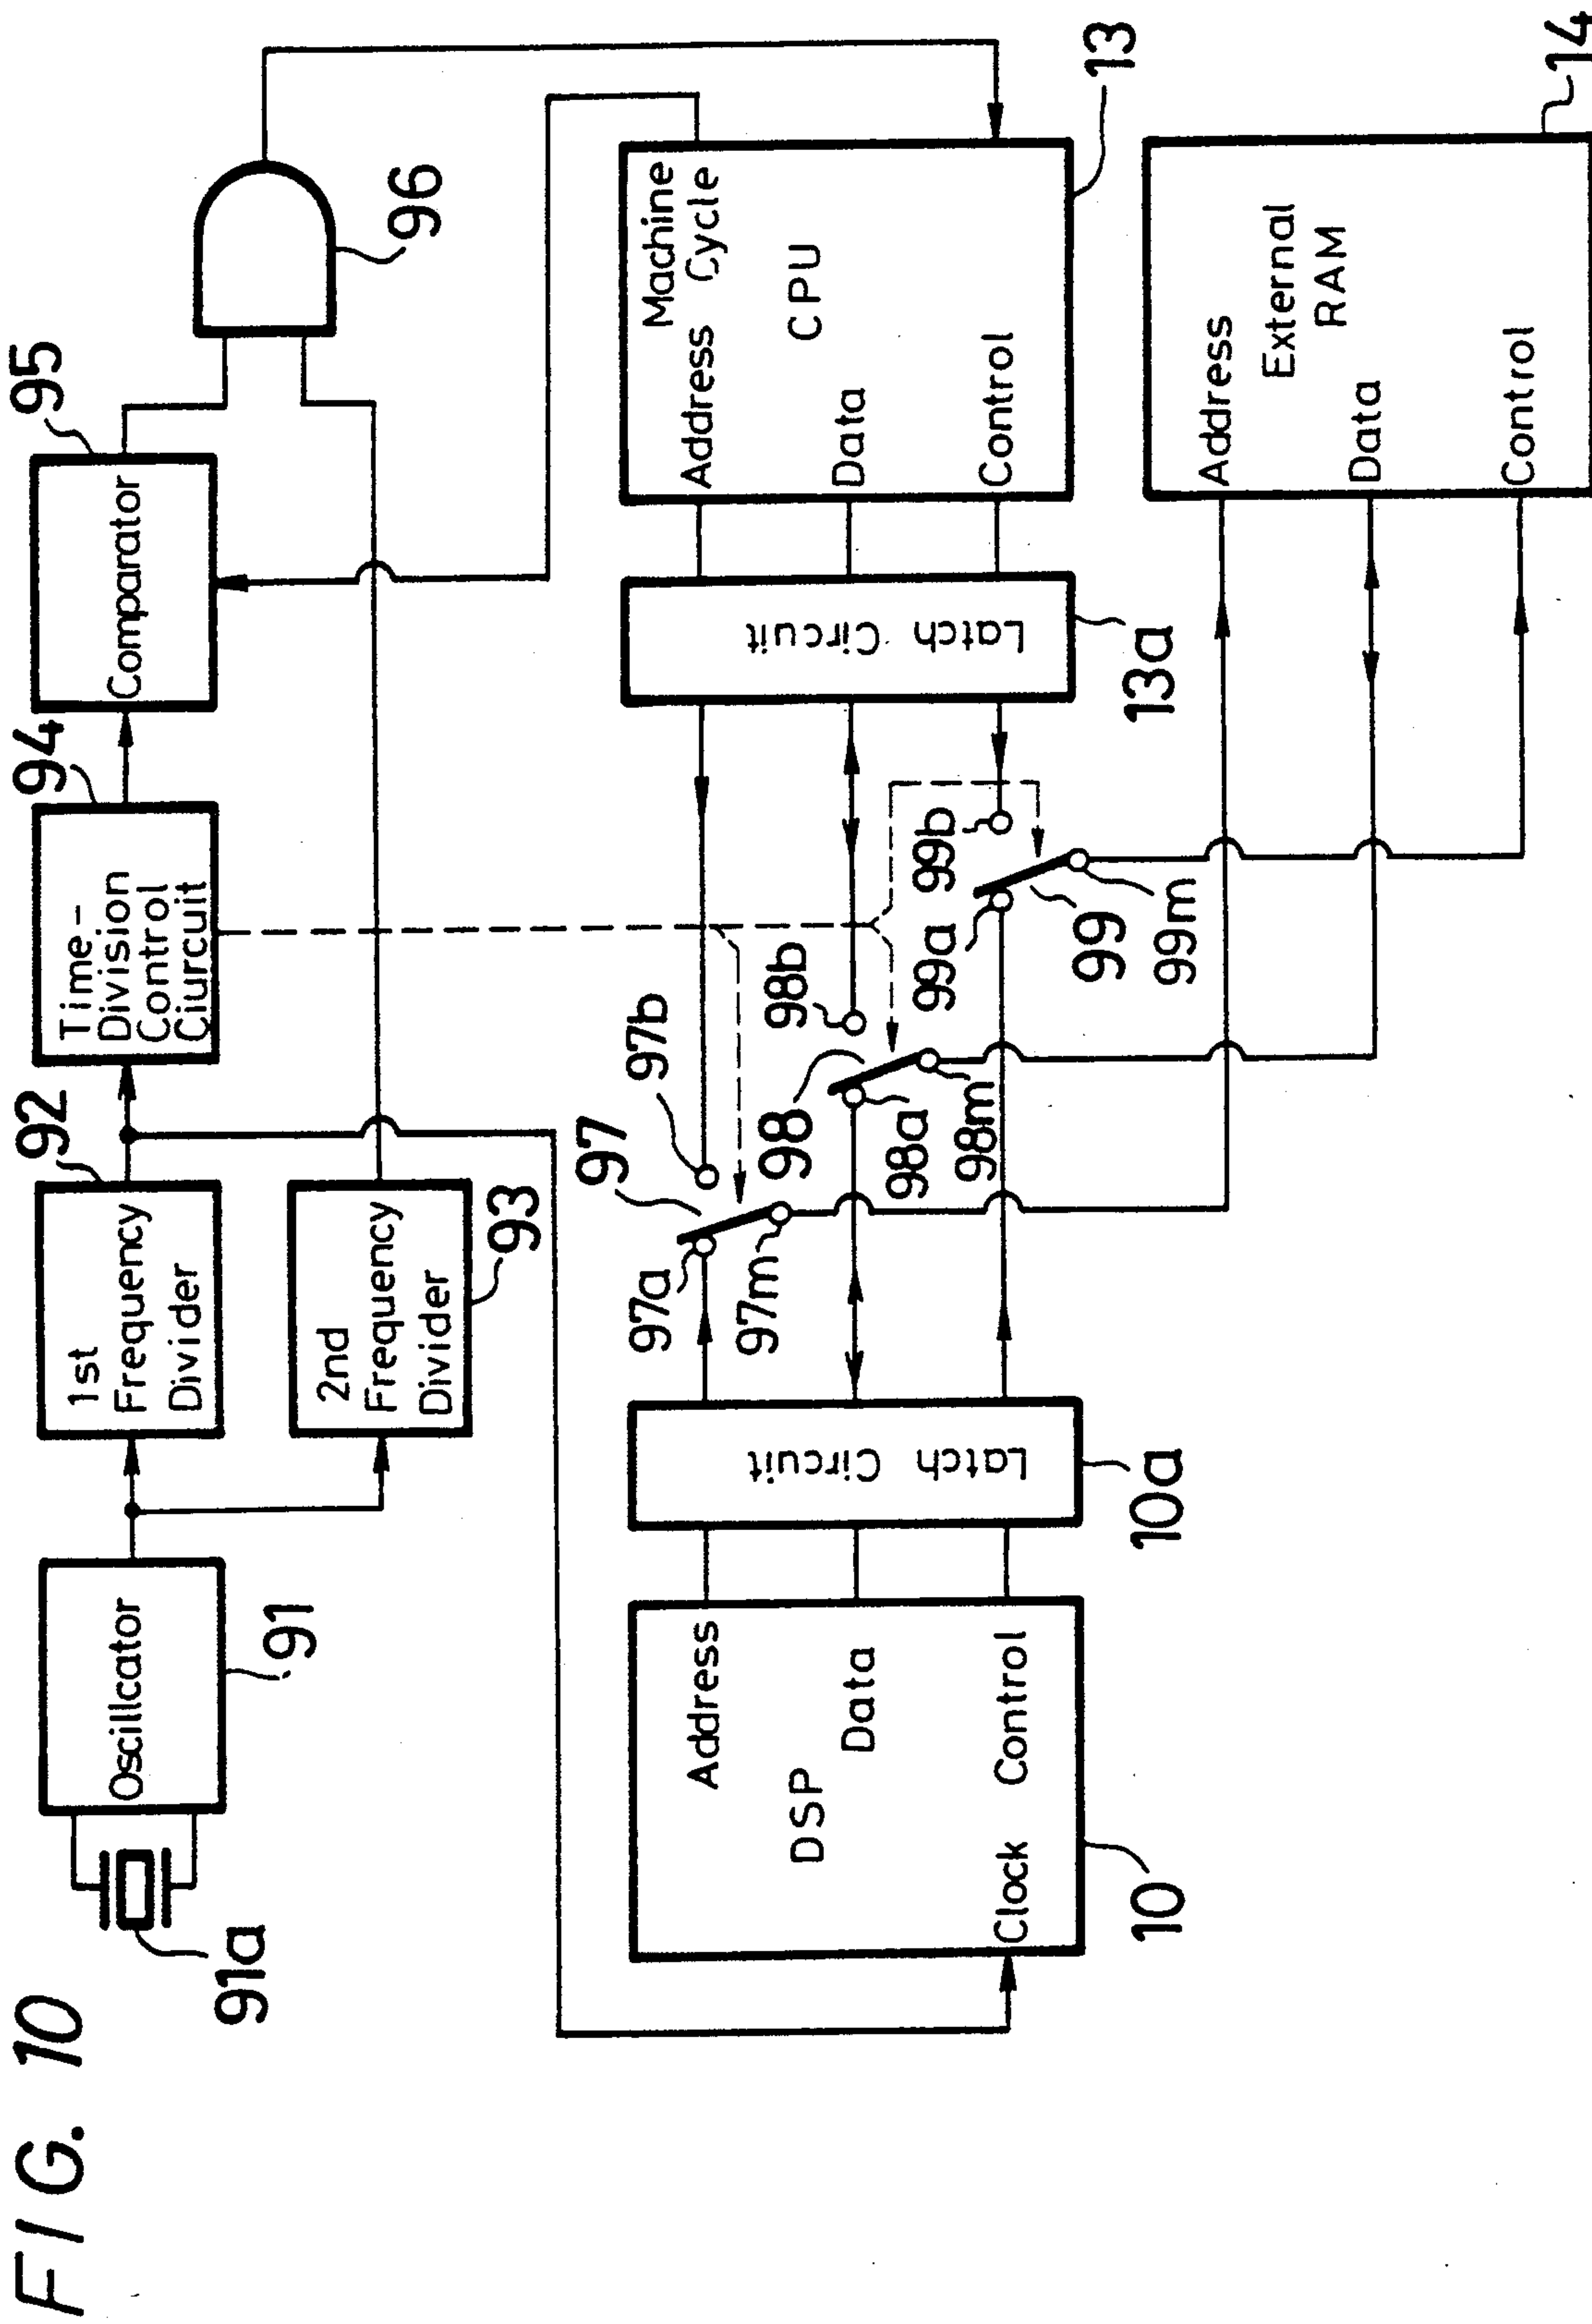 FIG. 10
91a
Oscillcator
91
1st
Frequency
Divider
92
2nd
Frequency
Divider
93
Time-
Division
Control
Ciurcuit
94
Comparator
95
96
DSP
Address
Data
Control
Clock
10
Latch Circuit
10a
97
97a
97b
97m
98
98a
98b
98m
99
99a
99b
99m
Latch Circuit
13a
Machine
Cycle
Address
CPU
Data
Control
13
Address
External
RAM
Data
Control
14